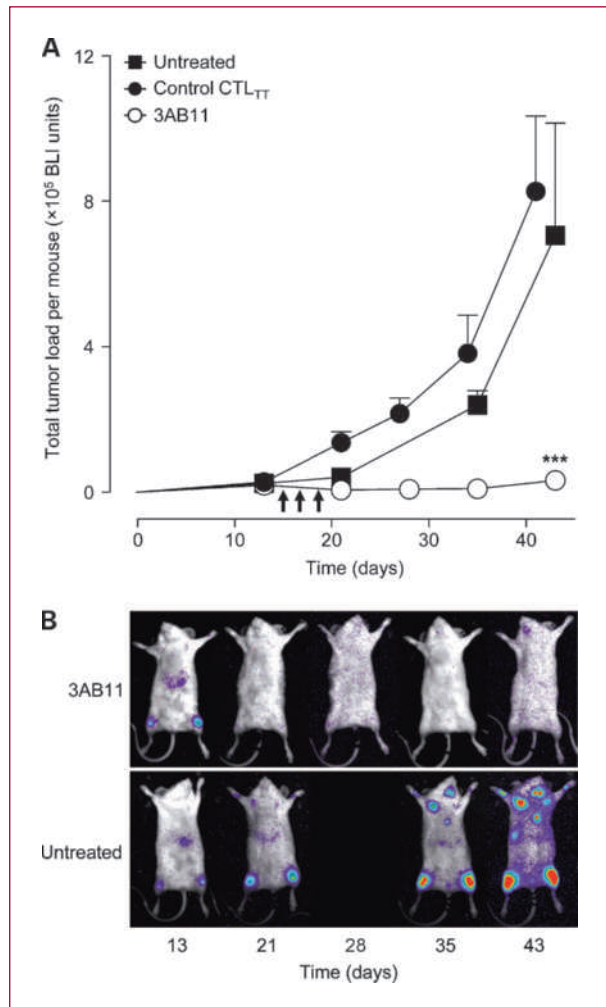 A
Untreated
Control CTL_TT
3AB11
Total tumor load per mouse (×10⁵ BLI units)
12
8
4
0
***
0 10 20 30 40
Time (days)
B
3AB11
Untreated
13 21 28 35 43
Time (days)